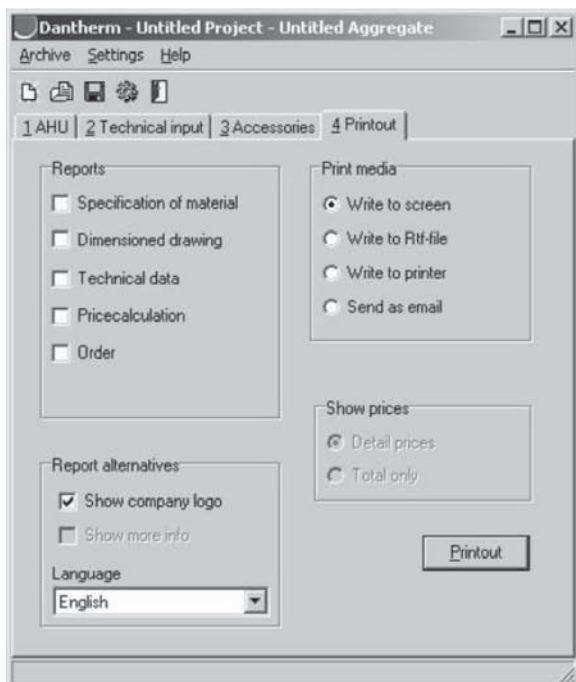 Dantherm - Untitled Project - Untitled Aggregate
Archive Settings Help
1 AHU 2 Technical input 3 Accessories 4 Printout
Reports
Specification of material
Dimensioned drawing
Technical data
Pricecalculation
Order
Print media
Write to screen
Write to Rtf-file
Write to printer
Send as email
Show prices
Detail prices
Total only
Report alternatives
Show company logo
Show more info
Language
English
Printout